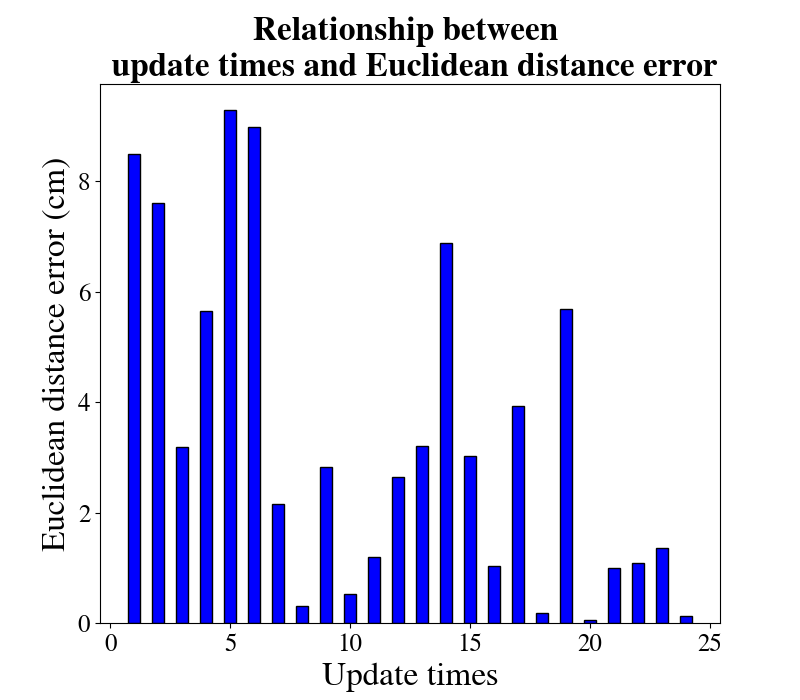 Relationship between
update times and Euclidean distance error
Euclidean distance error (cm)
8
6
4
2
0
0 5 10 15 20 25
Update times